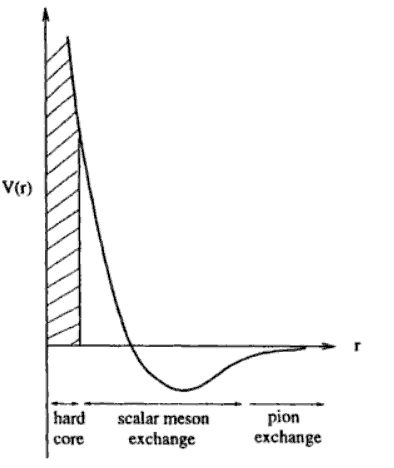 V(r)
r
hard
core
scalar meson
exchange
pion
exchange